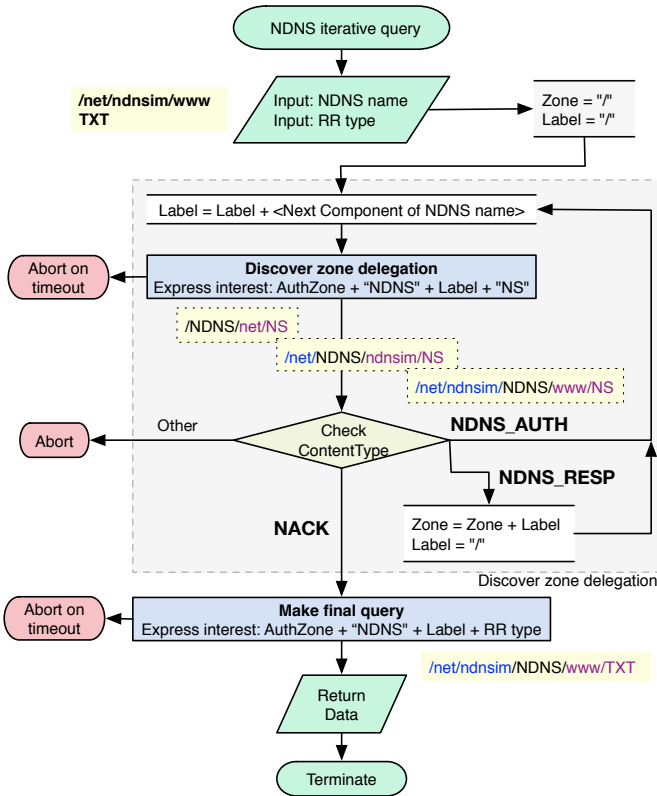 NDNS iterative query
/net/ndnsim/www
TXT
Input: NDNS name
Input: RR type
Zone = "/"
Label = "/"
Label = Label + <Next Component of NDNS name>
Abort on
timeout
Discover zone delegation
Express interest: AuthZone + “NDNS" + Label + "NS"
/NDNS/net/NS
/net/NDNS/ndnsim/NS
/net/ndnsim/NDNS/www/NS
Other
Abort
Check
ContentType
NDNS_AUTH
NDNS_RESP
NACK
Zone = Zone + Label
Label = "/"
Discover zone delegation
Abort on
timeout
Make final query
Express interest: AuthZone + “NDNS" + Label + RR type
/net/ndnsim/NDNS/www/TXT
Return
Data
Terminate